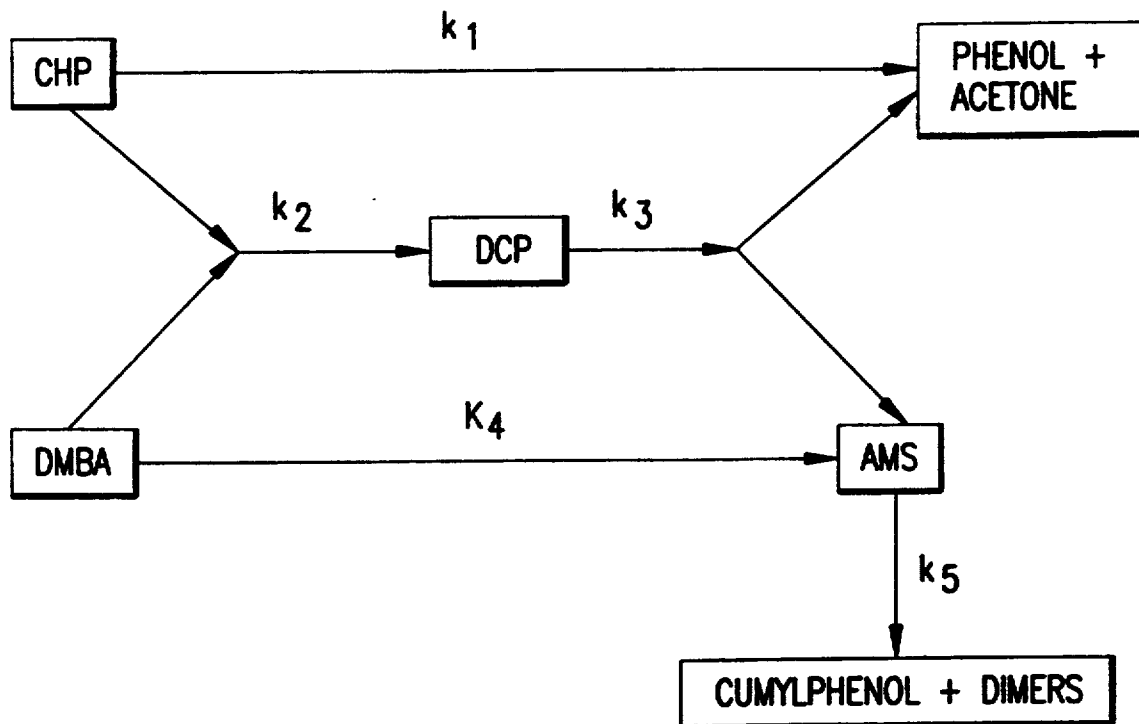 k1
CHP
PHENOL +
ACETONE
k2
DCP
k3
DMBA
K4
AMS
k5
CUMYLPHENOL + DIMERS